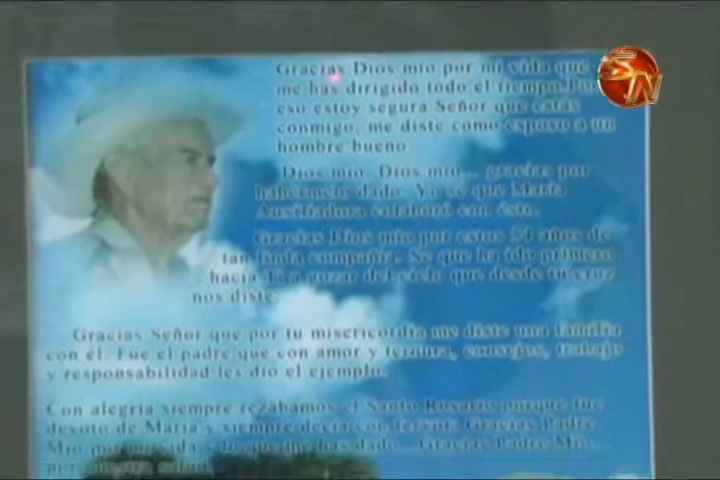 Gracias Dios mío por mi vida que
me has dirigido todo el tiempo. Por
eso estoy segura Señor que estás
conmigo, me diste como esposo a un
hombre bueno
Dios mío, Dios mío... gracias por
habérmelo dado. Yo sé que María
Auxiliadora colaboró con ésto.
Gracias Dios mío por estos 54 años de
tan linda compañía. Sé que ha ido primero
hacia Ti a gozar del cielo que desde tu cruz
nos diste.
Gracias Señor que por tu misericordia me diste una familia
con él. Fue el padre que con amor y ternura, consejos, trabajo
y responsabilidad les dio el ejemplo.
Con alegría siempre rezábamos el Santo Rosario porque fue
devoto de María y siempre decía con fervor: Gracias Padre
Mío por mi vida y lo que me has dado... Gracias Padre Mío
por nuestra
SN